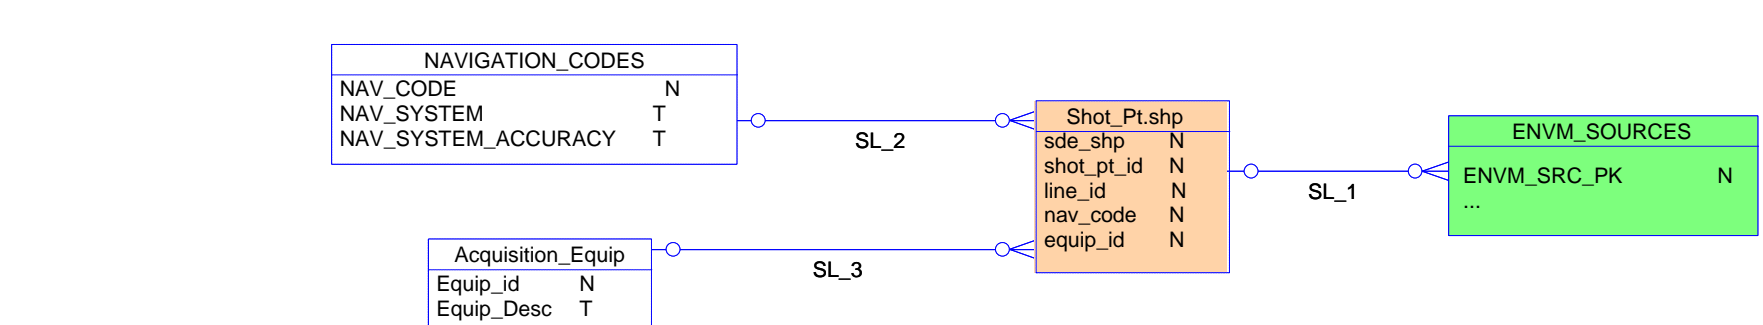 NAVIGATION_CODES
NAV_CODE N
NAV_SYSTEM T
NAV_SYSTEM_ACCURACY T
SL_2
Shot_Pt.shp
sde_shp N
shot_pt_id N
line_id N
nav_code N
equip_id N
SL_1
ENVM_SOURCES
ENVM_SRC_PK N
...
Acquisition_Equip
Equip_id N
Equip_Desc T
SL_3